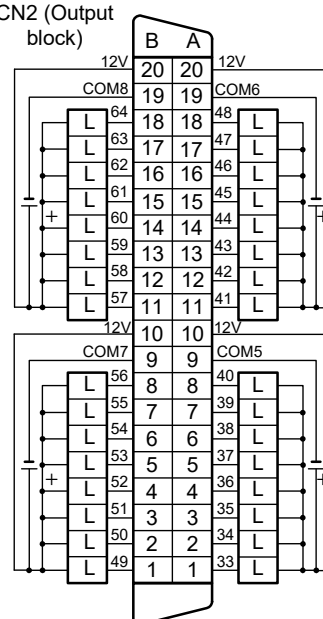 CN2 (Output
block)
B A
12V 20 20 12V
COM8 19 19 COM6
L 64 18 18 48 L
L 63 17 17 47 L
L 62 16 16 46 L
L 61 15 15 45 L
+ L 60 14 14 44 L +
L 59 13 13 43 L
L 58 12 12 42 L
L 57 11 11 41 L
12V 10 10 12V
COM7 9 9 COM5
L 56 8 8 40 L
L 55 7 7 39 L
L 54 6 6 38 L
L 53 5 5 37 L
+ L 52 4 4 36 L +
L 51 3 3 35 L
L 50 2 2 34 L
L 49 1 1 33 L